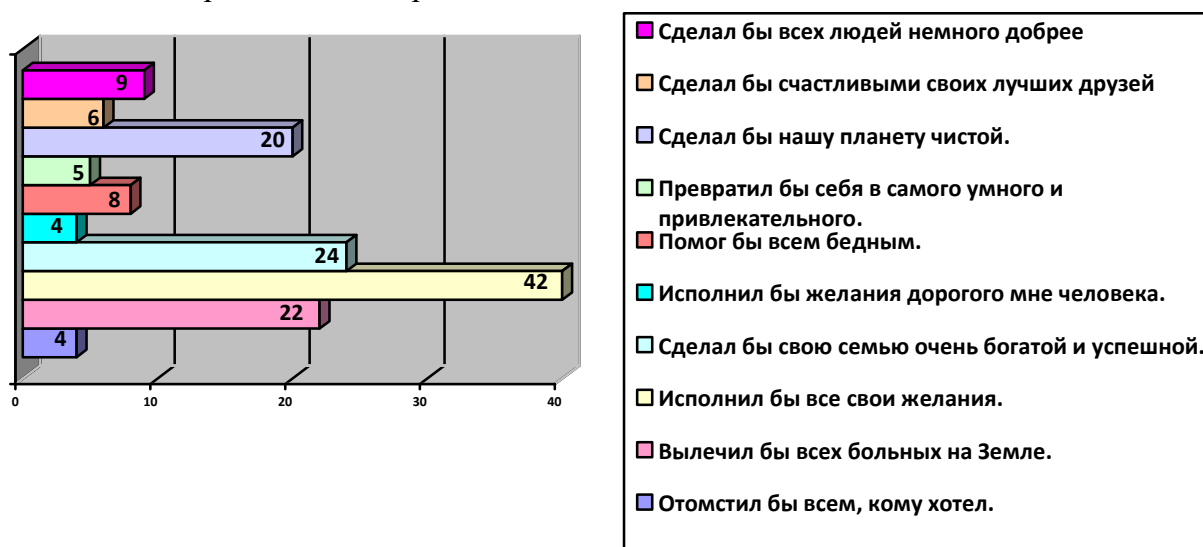 9
6
20
5
8
4
24
42
22
4
0 10 20 30 40
Сделал бы всех людей немного добрее
Сделал бы счастливыми своих лучших друзей
Сделал бы нашу планету чистой.
Превратил бы себя в самого умного и
привлекательного.
Помог бы всем бедным.
Исполнил бы желания дорогого мне человека.
Сделал бы свою семью очень богатой и успешной.
Исполнил бы все свои желания.
Вылечил бы всех больных на Земле.
Отомстил бы всем, кому хотел.